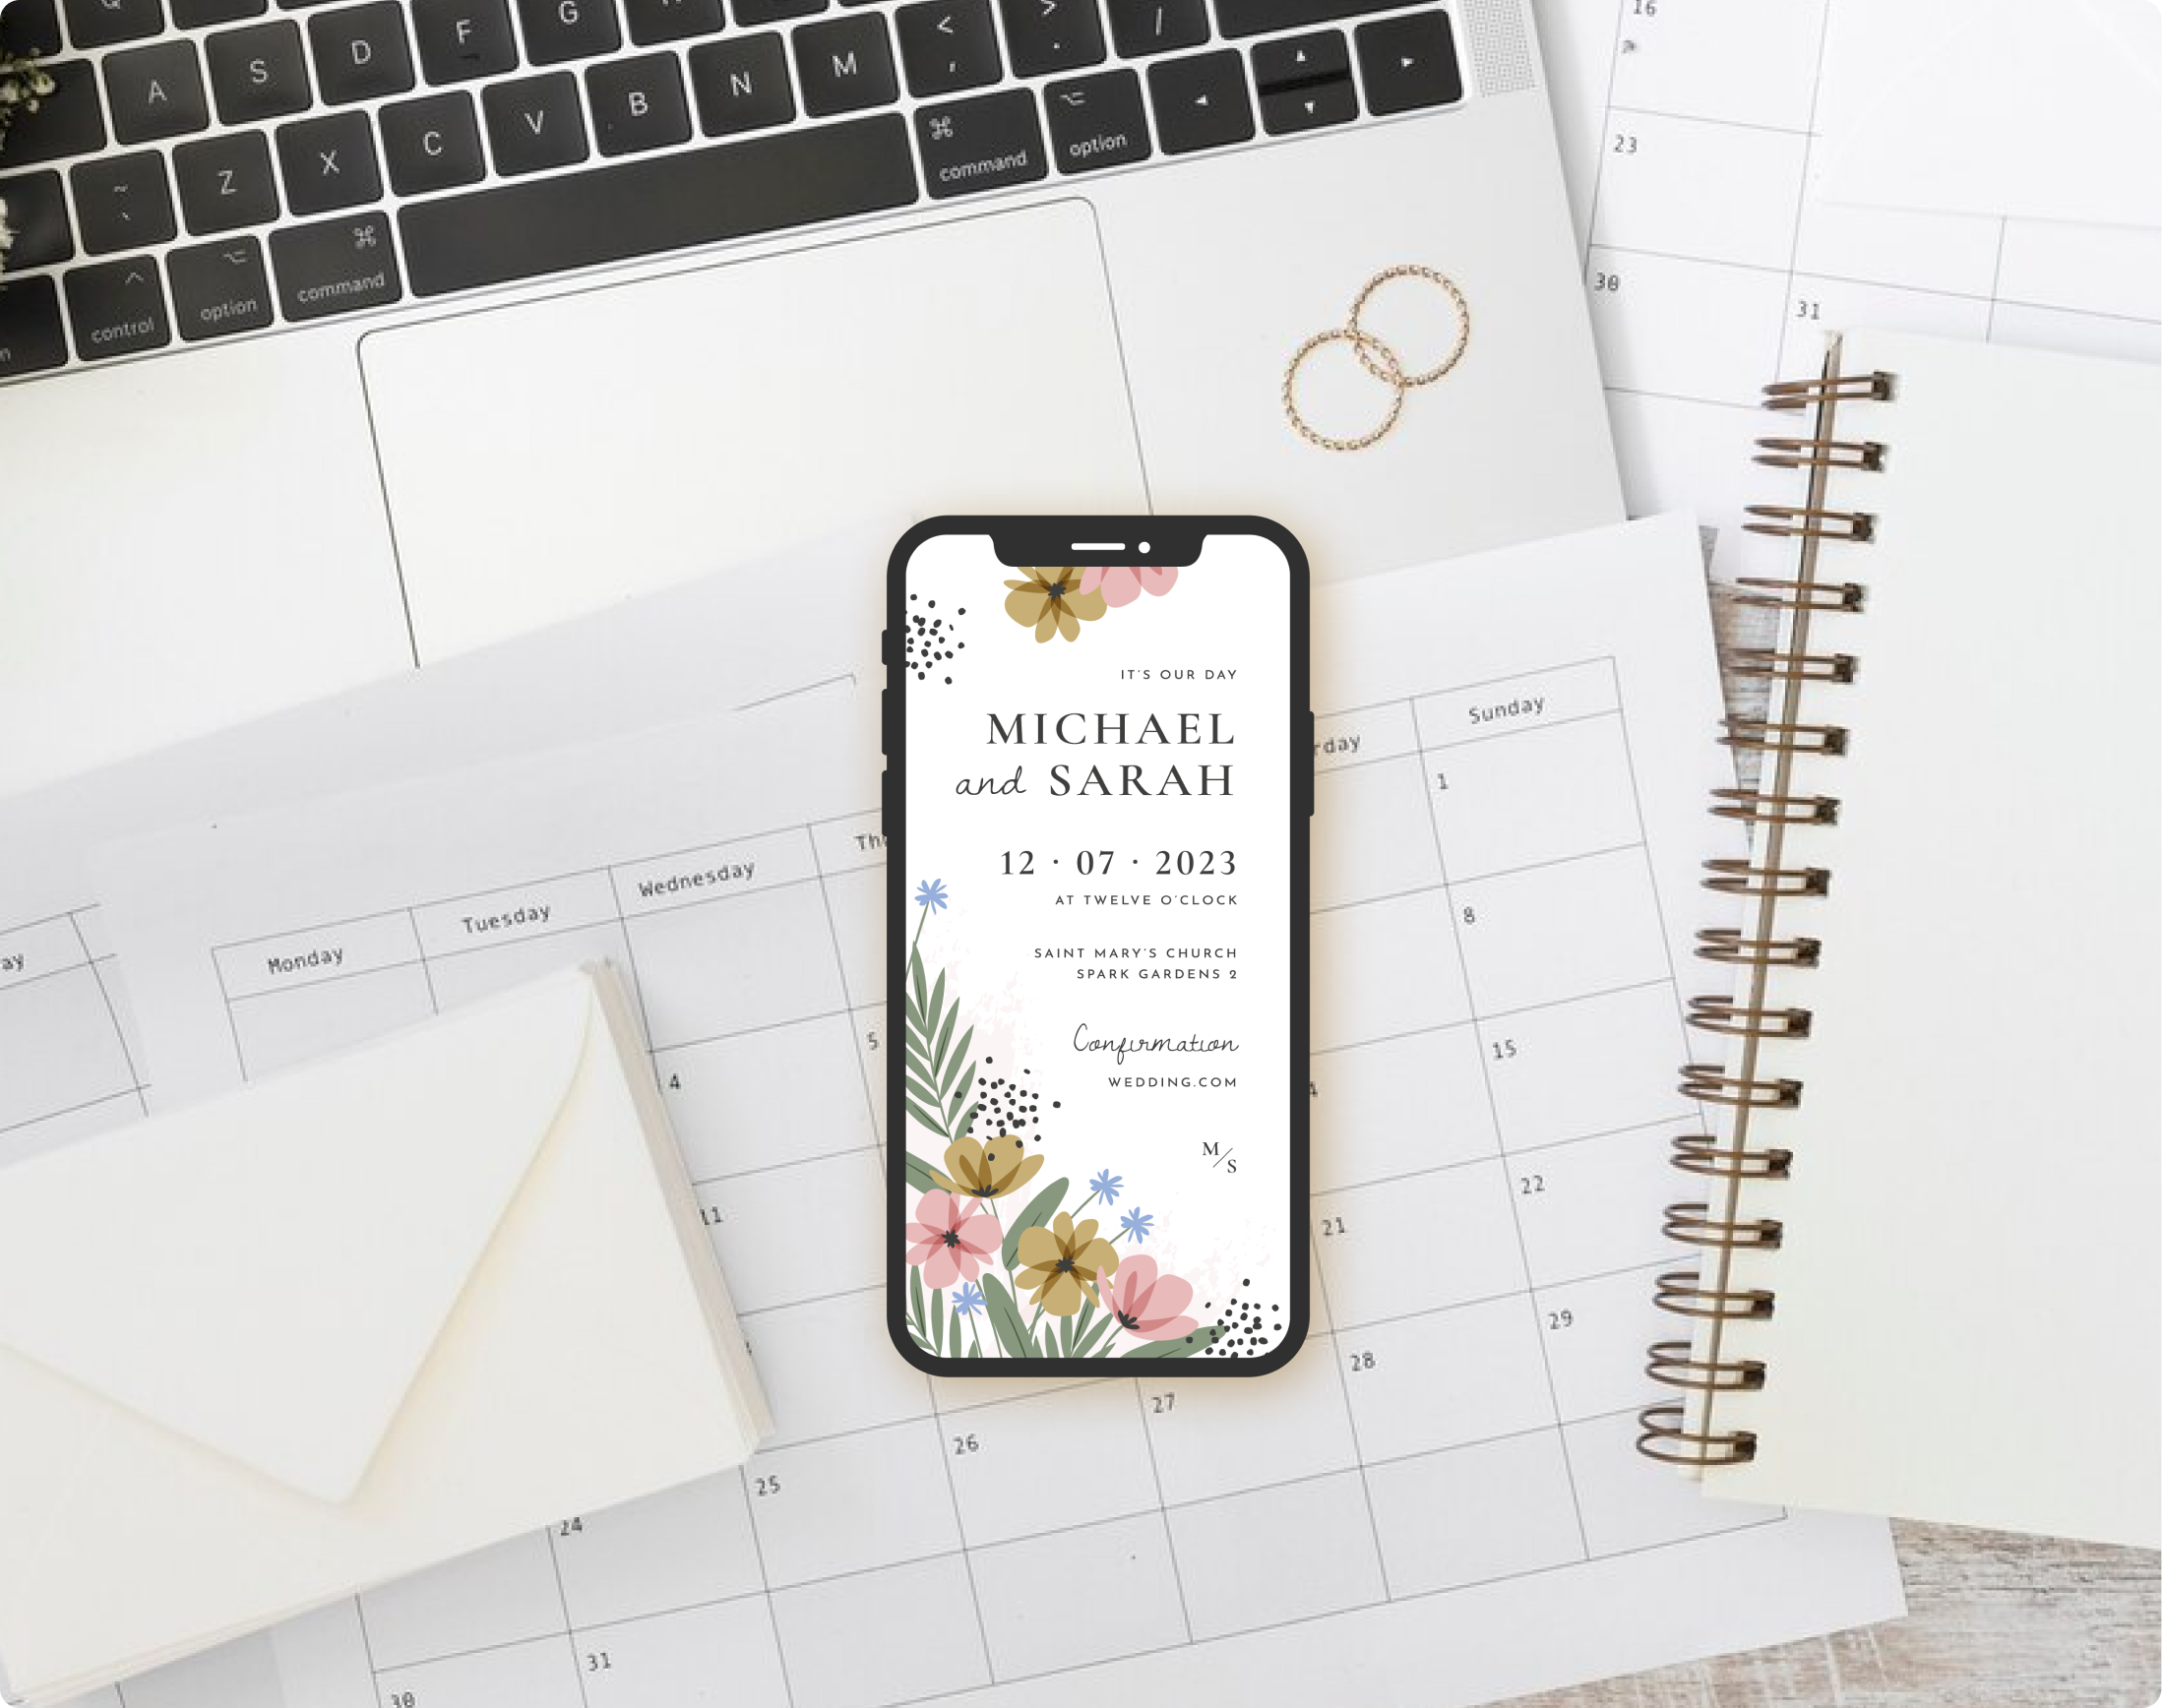 Q
A S D F G
Z X C V B N M < , > . /
~ `
⌘ command ⌥ option ◄ ▲ ▼ ►
^ control ⌥ option ⌘ command
16
23
30 31
IT'S OUR DAY
MICHAEL
and SARAH
12 · 07 · 2023
AT TWELVE O'CLOCK
SAINT MARY'S CHURCH
SPARK GARDENS 2
Confirmation
WEDDING.COM
M/S
Monday Tuesday Wednesday Th rday Sunday
ay
1
4 5 8
11 15
21 22
24 25 26 27 28 29
30 31